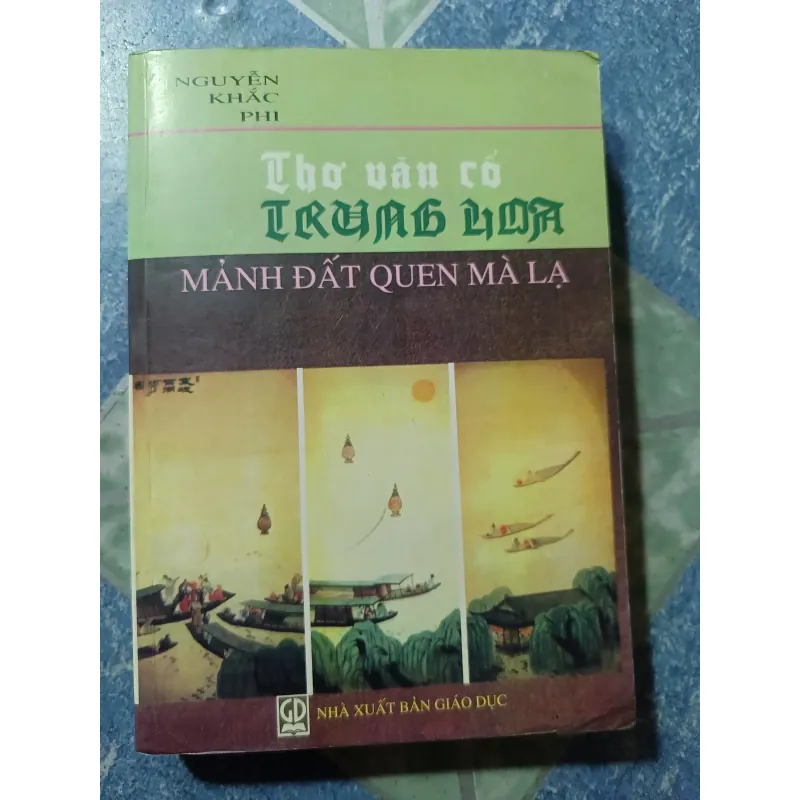 NGUYỄN
KHẮC
PHI
Thơ văn cổ
TRUNG HOA
MẢNH ĐẤT QUEN MÀ LẠ
GD
NHÀ XUẤT BẢN GIÁO DỤC